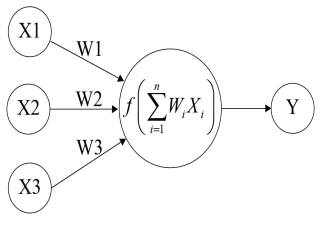 X1
W1
X2
W2
f(∑_{i=1}^{n} W_i X_i)
Y
W3
X3